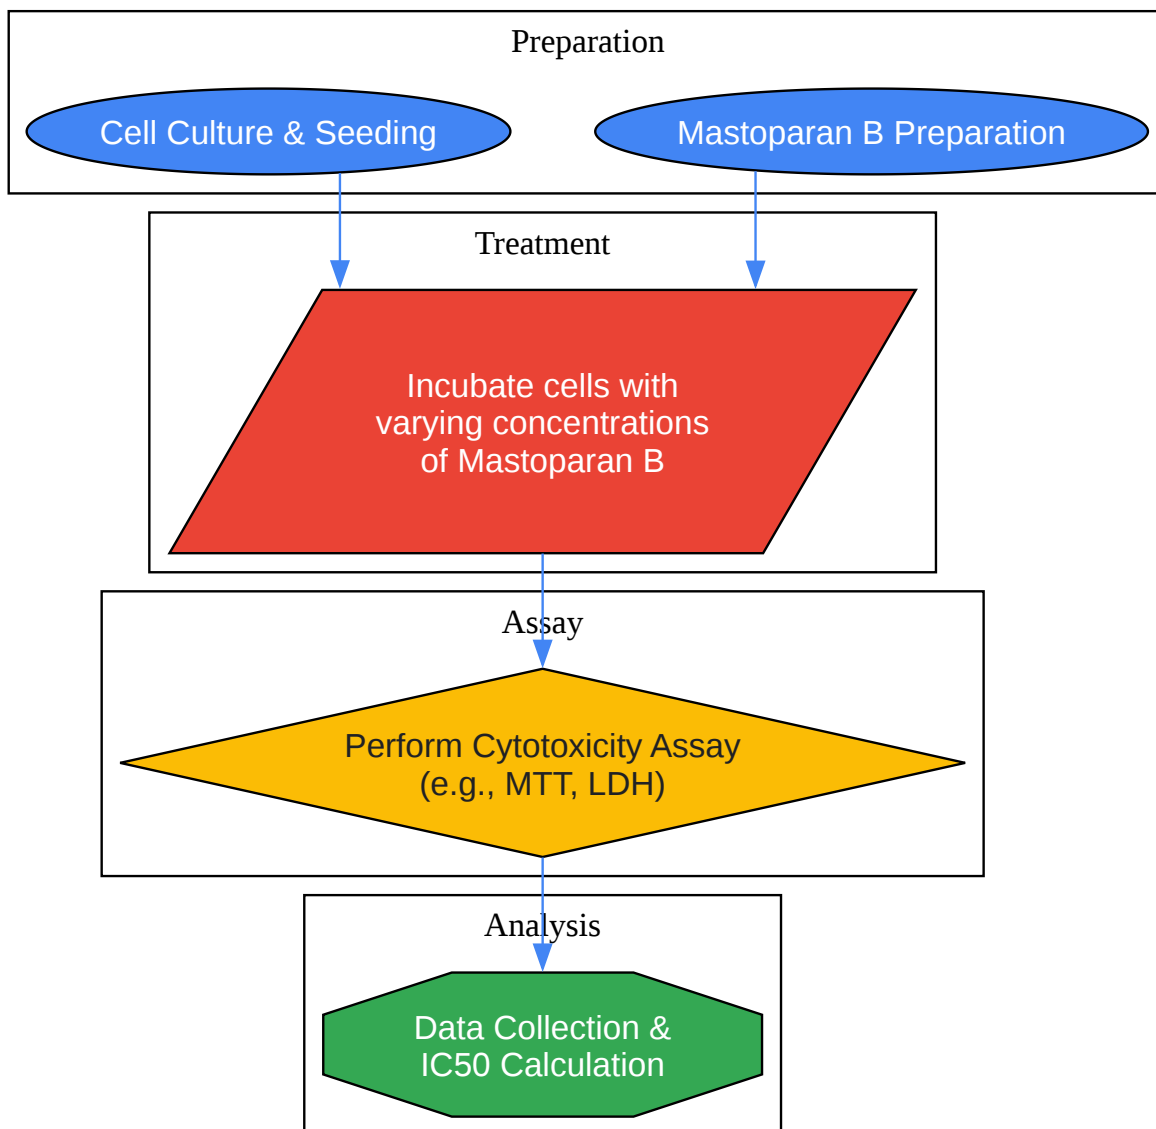 Preparation
Cell Culture & Seeding
Mastoparan B Preparation
Treatment
Incubate cells with
varying concentrations
of Mastoparan B
Assay
Perform Cytotoxicity Assay
(e.g., MTT, LDH)
Analysis
Data Collection &
IC50 Calculation